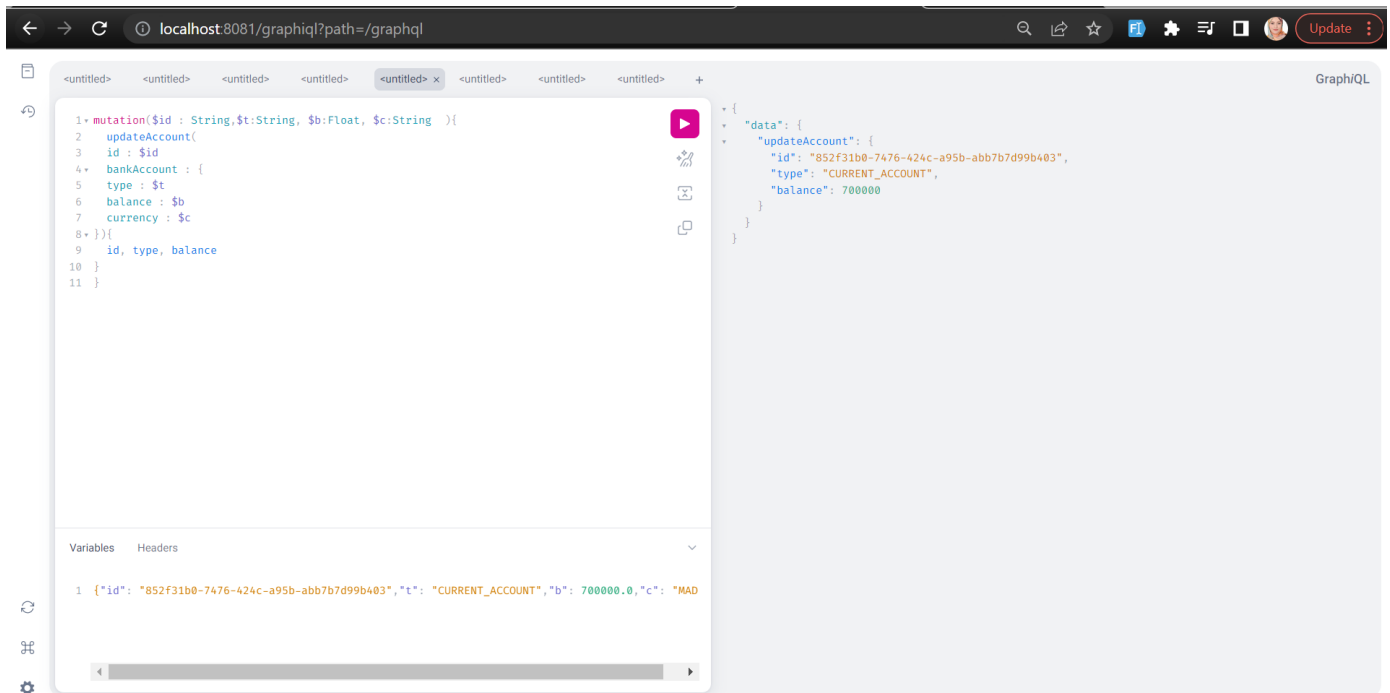 localhost:8081/graphiql?path=/graphql
Update
<untitled> <untitled> <untitled> <untitled> <untitled> × <untitled> <untitled> <untitled> +
GraphiQL
1 mutation($id : String,$t:String, $b:Float, $c:String  ){
2   updateAccount(
3   id : $id
4   bankAccount : {
5   type : $t
6   balance : $b
7   currency : $c
8 }){
9   id, type, balance
10 }
11 }
{
"data": {
"updateAccount": {
"id": "852f31b0-7476-424c-a95b-abb7b7d99b403",
"type": "CURRENT_ACCOUNT",
"balance": 700000
}
}
}
Variables Headers
1 {"id": "852f31b0-7476-424c-a95b-abb7b7d99b403","t": "CURRENT_ACCOUNT","b": 700000.0,"c": "MAD